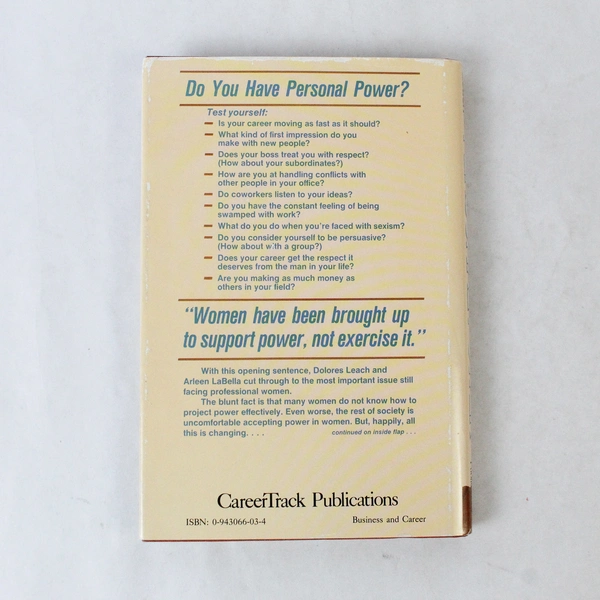 Do You Have Personal Power?
Test yourself:
Is your career moving as fast as it should?
What kind of first impression do you
make with new people?
Does your boss treat you with respect?
(How about your subordinates?)
How are you at handling conflicts with
other people in your office?
Do coworkers listen to your ideas?
Do you have the constant feeling of being
swamped with work?
What do you do when you're faced with sexism?
Do you consider yourself to be persuasive?
(How about with a group?)
Does your career get the respect it
deserves from the man in your life?
Are you making as much money as
others in your field?
"Women have been brought up
to support power, not exercise it."
With this opening sentence, Dolores Leach and
Arleen LaBella cut through to the most important issue still
facing professional women.
The blunt fact is that many women do not know how to
project power effectively. Even worse, the rest of society is
uncomfortable accepting power in women. But, happily, all
this is changing. . . . continued on inside flap . . .
CareerTrack Publications
ISBN: 0-943066-03-4 Business and Career